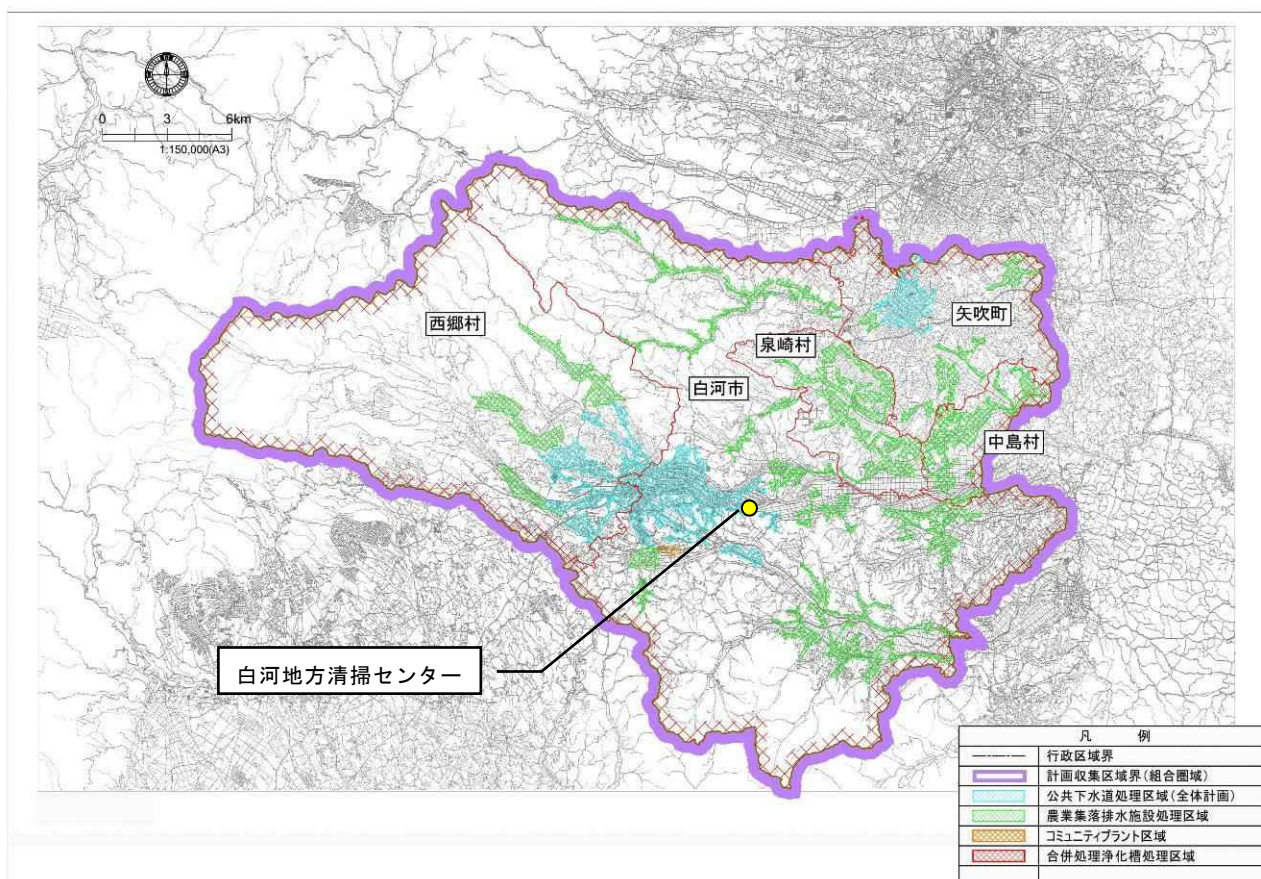 0 3 6km
1:150,000(A3)
西郷村
矢吹町
泉崎村
白河市
中島村
白河地方清掃センター
凡 例
行政区域界
計画収集区域界(組合圏域)
公共下水道処理区域(全体計画)
農業集落排水施設処理区域
コミュニティプラント区域
合併処理浄化槽処理区域